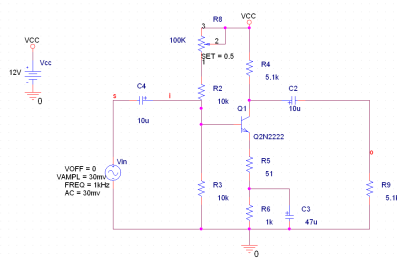 R8
VCC
3
VCC
100K
2
SET = 0.5
1
Vcc
12V
0
R4
5.1k
C4
s
i
10u
R2
10k
C2
10u
Q1
Q2N2222
o
Vin
VOFF = 0
VAMPL = 30mv
FREQ = 1kHz
AC = 30mv
R5
51
R3
10k
R6
1k
C3
47u
R9
5.1
0